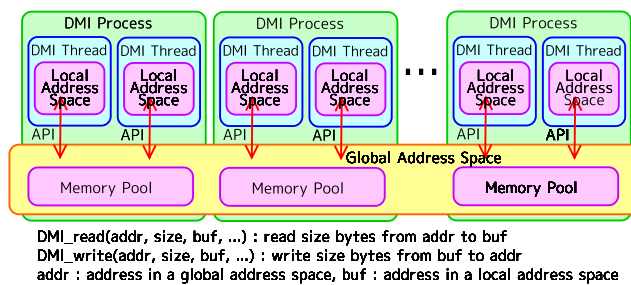 DMI Process DMI Process DMI Process
DMI Thread DMI Thread DMI Thread DMI Thread DMI Thread DMI Thread
Local Local Local Local Local Local
Address Address Address Address Address Address
Space Space Space Space Space Space
...
API API API API API API
Global Address Space
Memory Pool Memory Pool Memory Pool
DMI_read(addr, size, buf, ...) : read size bytes from addr to buf
DMI_write(addr, size, buf, ...) : write size bytes from buf to addr
addr : address in a global address space, buf : address in a local address space